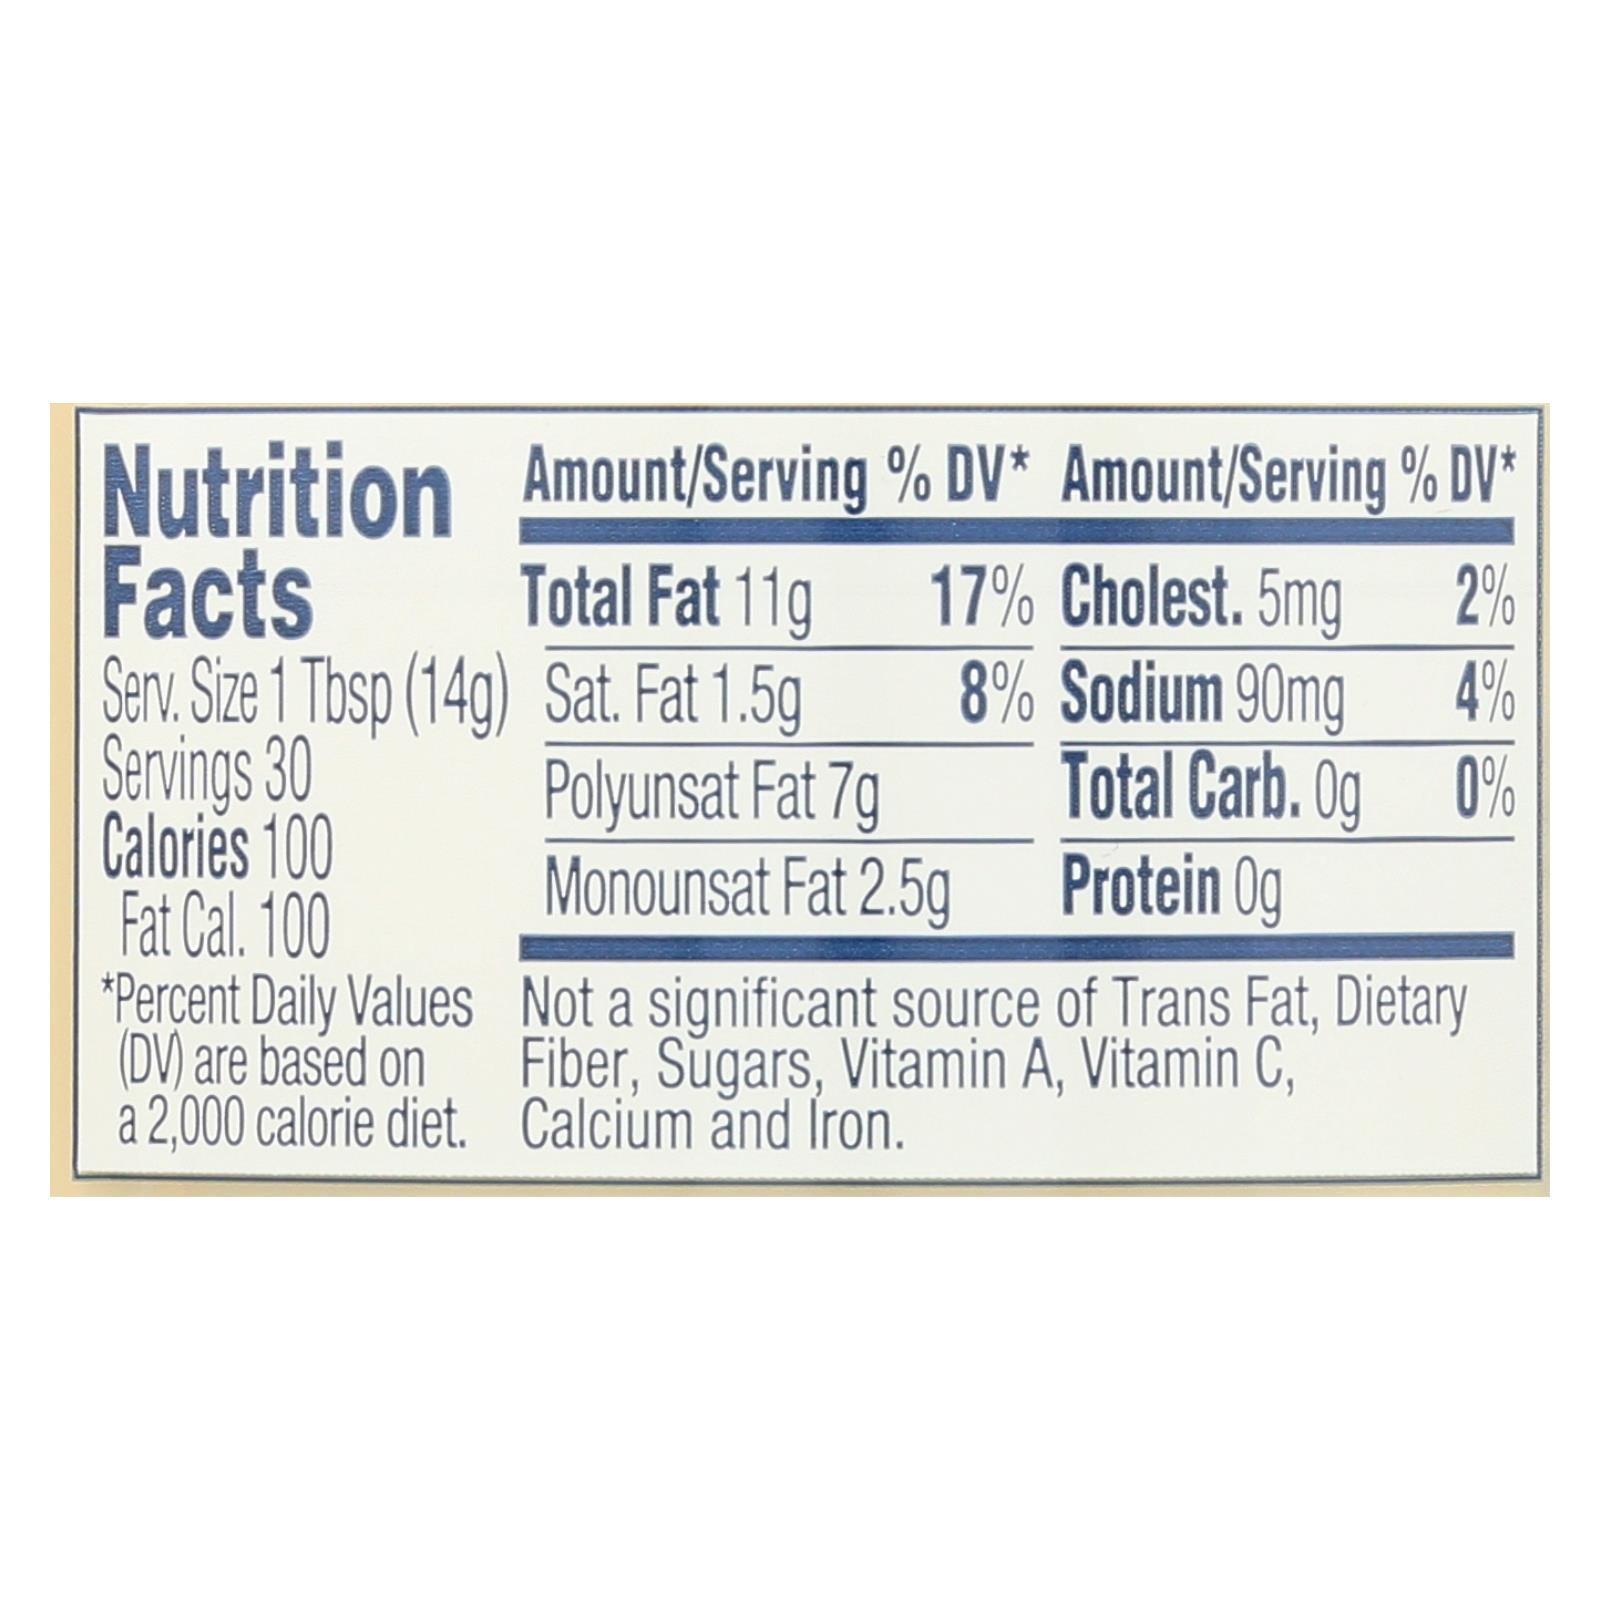 Nutrition
Facts
Serv. Size 1 Tbsp (14g)
Servings 30
Calories 100
Fat Cal. 100
*Percent Daily Values
(DV) are based on
a 2,000 calorie diet.
Amount/Serving % DV*
Total Fat 11g 17%
Sat. Fat 1.5g 8%
Polyunsat Fat 7g
Monounsat Fat 2.5g
Amount/Serving % DV*
Cholest. 5mg 2%
Sodium 90mg 4%
Total Carb. 0g 0%
Protein 0g
Not a significant source of Trans Fat, Dietary
Fiber, Sugars, Vitamin A, Vitamin C,
Calcium and Iron.